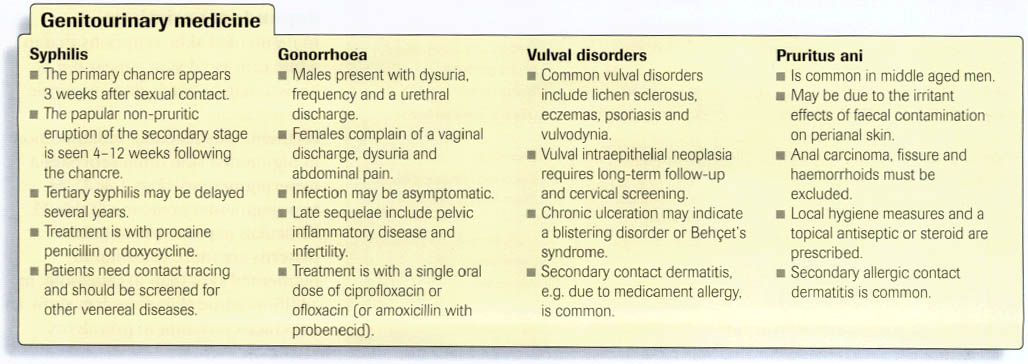 Genitourinary medicine
Syphilis
■ The primary chancre appears
3 weeks after sexual contact.
■ The papular non-pruritic
eruption of the secondary stage
is seen 4–12 weeks following
the chancre.
■ Tertiary syphilis may be delayed
several years.
■ Treatment is with procaine
penicillin or doxycycline.
■ Patients need contact tracing
and should be screened for
other venereal diseases.
Gonorrhoea
■ Males present with dysuria,
frequency and a urethral
discharge.
■ Females complain of a vaginal
discharge, dysuria and
abdominal pain.
■ Infection may be asymptomatic.
■ Late sequelae include pelvic
inflammatory disease and
infertility.
■ Treatment is with a single oral
dose of ciprofloxacin or
ofloxacin (or amoxicillin with
probenecid).
Vulval disorders
■ Common vulval disorders
include lichen sclerosus,
eczemas, psoriasis and
vulvodynia.
■ Vulval intraepithelial neoplasia
requires long-term follow-up
and cervical screening.
■ Chronic ulceration may indicate
a blistering disorder or Behçet's
syndrome.
■ Secondary contact dermatitis,
e.g. due to medicament allergy,
is common.
Pruritus ani
■ Is common in middle aged men.
■ May be due to the irritant
effects of faecal contamination
on perianal skin.
■ Anal carcinoma, fissure and
haemorrhoids must be
excluded.
■ Local hygiene measures and a
topical antiseptic or steroid are
prescribed.
■ Secondary allergic contact
dermatitis is common.